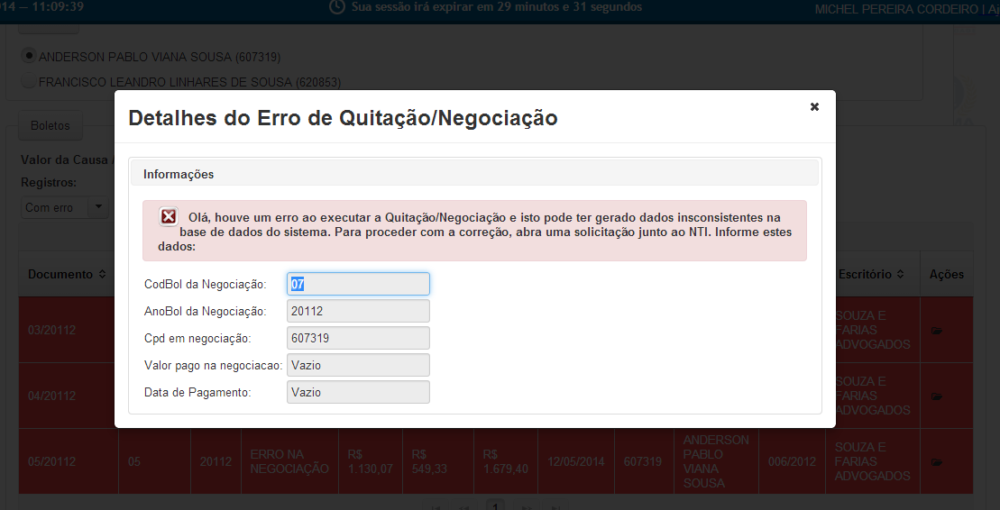 014 -- 11:09:39
Sua sessão irá expirar em 29 minutos e 31 segundos
MICHEL PEREIRA CORDEIRO | Aj
ANDERSON PABLO VIANA SOUSA (607319)
FRANCISCO LEANDRO LINHARES DE SOUSA (620853)
Detalhes do Erro de Quitação/Negociação
Boletos
Valor da Causa
Registros:
Com erro
Informações
Olá, houve um erro ao executar a Quitação/Negociação e isto pode ter gerado dados insconsistentes na
base de dados do sistema. Para proceder com a correção, abra uma solicitação junto ao NTI. Informe estes
dados:
CodBol da Negociação: 07
AnoBol da Negociação: 20112
Cpd em negociação: 607319
Valor pago na negociacao: Vazio
Data de Pagamento: Vazio
Documento
Escritório
Ações
03/20112
SOUZA E
FARIAS
ADVOGADOS
04/20112
SOUZA E
FARIAS
ADVOGADOS
05/20112
05
20112
ERRO NA
NEGOCIAÇÃO
R$
1.130,07
R$
549,33
R$
1.679,40
12/05/2014
607319
ANDERSON
PABLO
VIANA
SOUSA
006/2012
SOUZA E
FARIAS
ADVOGADOS
1